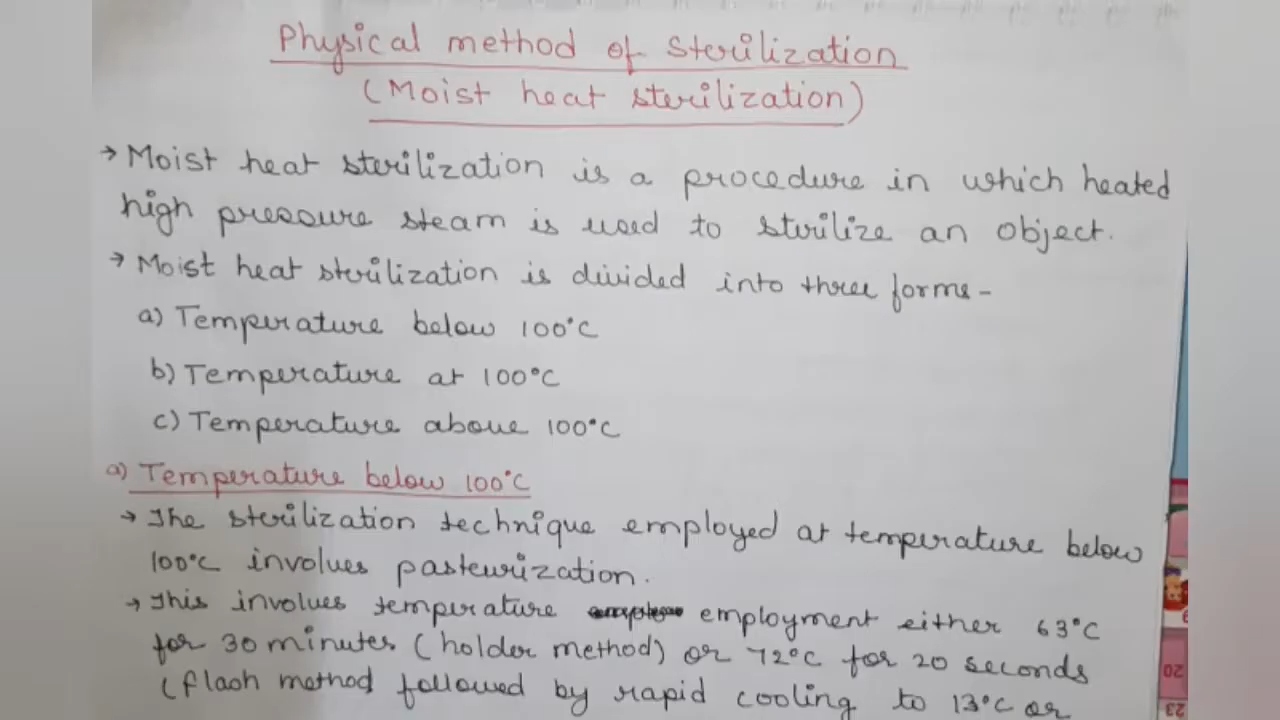 Physical method of Sterilization
(Moist heat sterilization)
→ Moist heat sterilization is a procedure in which heated
high pressure steam is used to sterilize an object.
→ Moist heat sterilization is divided into three forms -
a) Temperature below 100°C
b) Temperature at 100°C
c) Temperature above 100°C
a) Temperature below 100°C
→ The sterilization technique employed at temperature below
100°C involves pasteurization.
→ This involves temperature employment either 63°C
for 30 minutes (holder method) or 72°C for 20 seconds
(flash method followed by rapid cooling to 13°C or
20
23